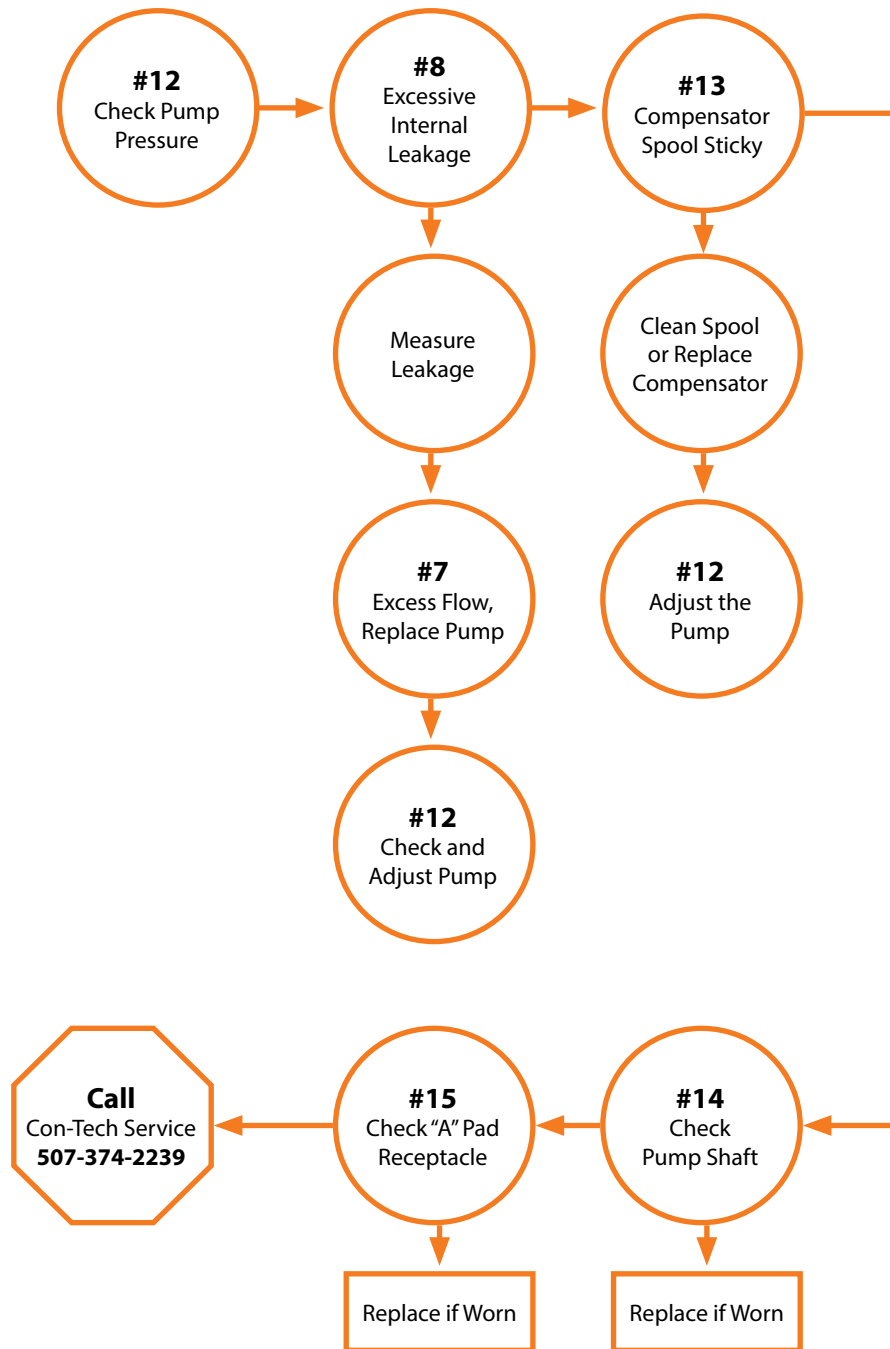 #12
Check Pump
Pressure
#8
Excessive
Internal
Leakage
#13
Compensator
Spool Sticky
Measure
Leakage
Clean Spool
or Replace
Compensator
#7
Excess Flow,
Replace Pump
#12
Adjust the
Pump
#12
Check and
Adjust Pump
Call
Con-Tech Service
507-374-2239
#15
Check “A” Pad
Receptacle
#14
Check
Pump Shaft
Replace if Worn
Replace if Worn